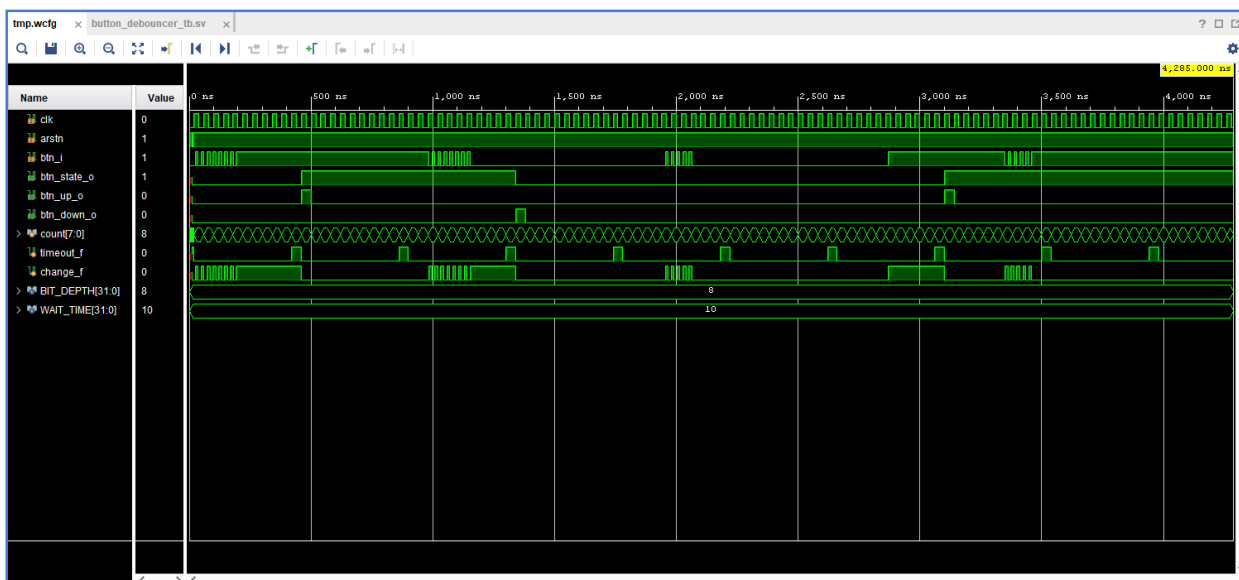 tmp.wcfg × button_debouncer_tb.sv ×
4,285.000 ns
Name Value 0 ns 500 ns 1,000 ns 1,500 ns 2,000 ns 2,500 ns 3,000 ns 3,500 ns 4,000 ns
clk 0
arstn 1
btn_i 1
btn_state_o 1
btn_up_o 0
btn_down_o 0
count[7:0] 8
timeout_f 0
change_f 0
BIT_DEPTH[31:0] 8 8
WAIT_TIME[31:0] 10 10